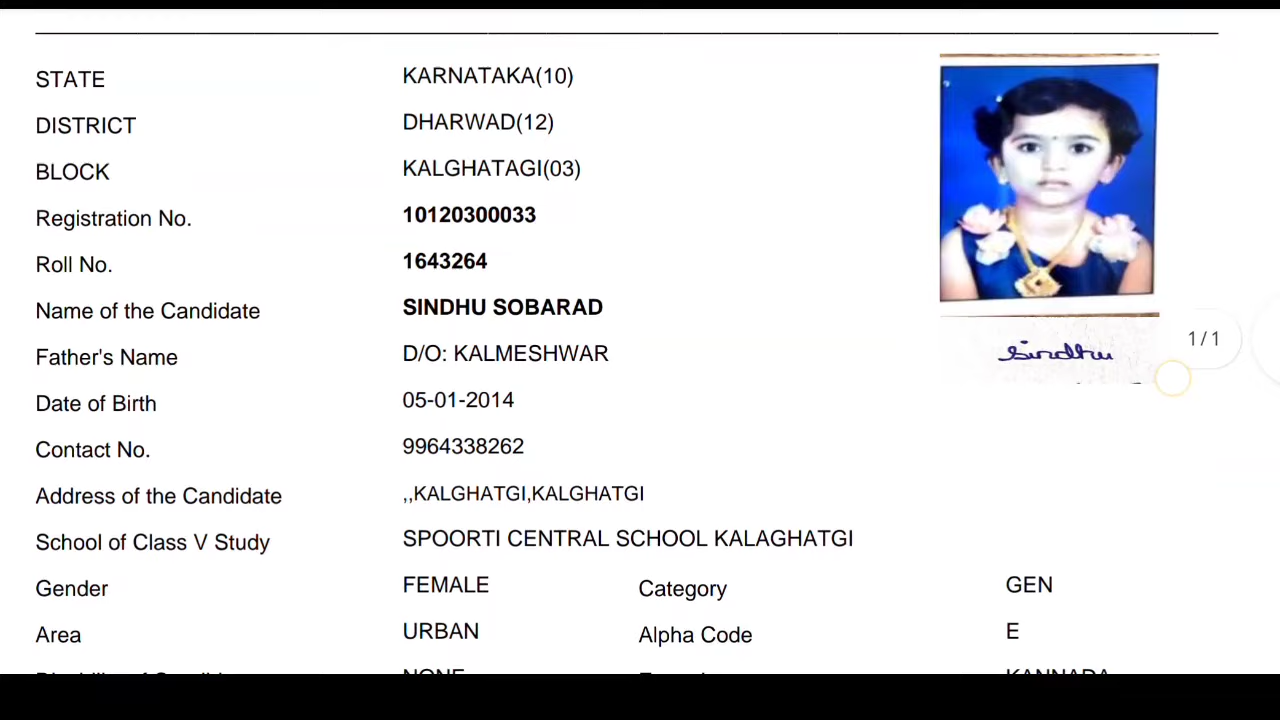 STATE KARNATAKA(10)
DISTRICT DHARWAD(12)
BLOCK KALGHATAGI(03)
Registration No. 10120300033
Roll No. 1643264
Name of the Candidate SINDHU SOBARAD
Father's Name D/O: KALMESHWAR
Sindhu
1/1
Date of Birth 05-01-2014
Contact No. 9964338262
Address of the Candidate ,,KALGHATGI,KALGHATGI
School of Class V Study SPOORTI CENTRAL SCHOOL KALAGHATGI
Gender FEMALE Category GEN
Area URBAN Alpha Code E
NONE KANNADA